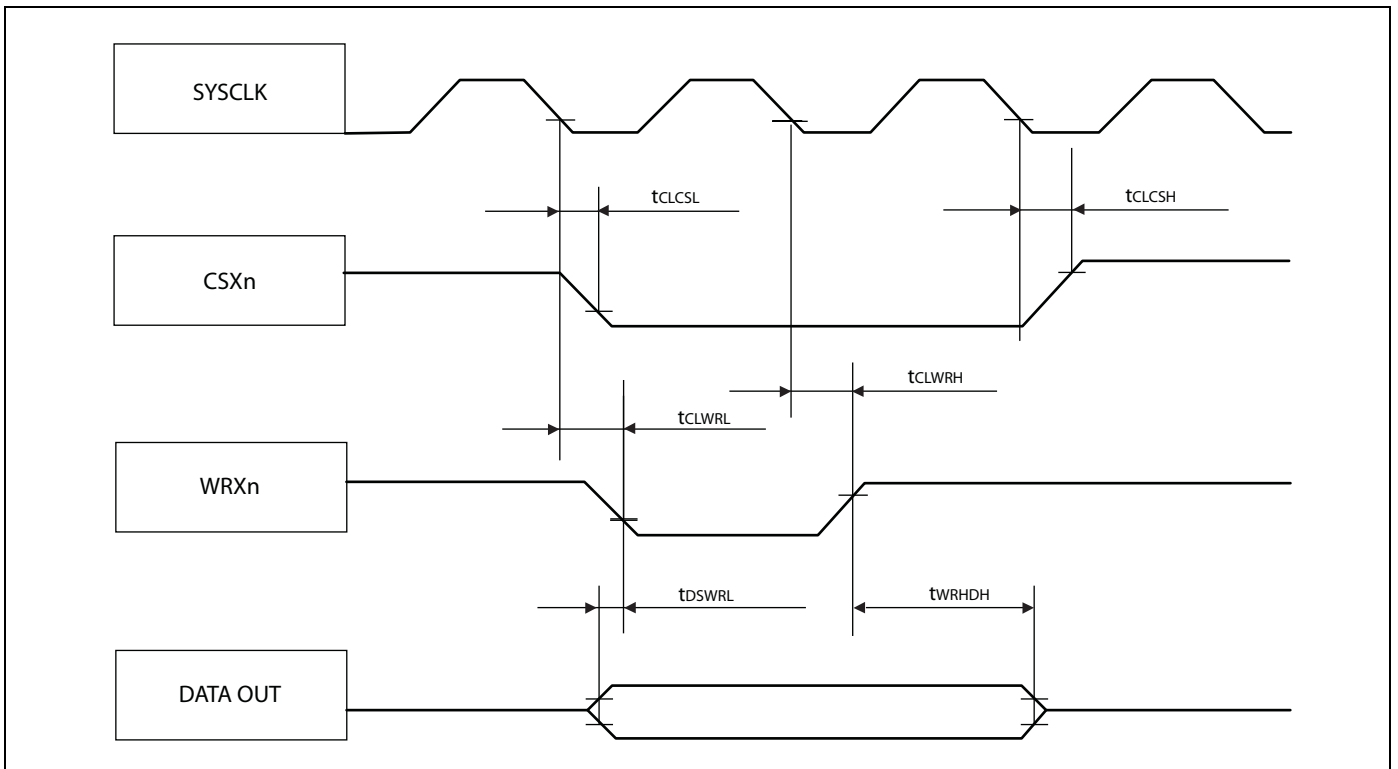 SYSCLK
tCLCSL
tCLCSH
CSXn
tCLWRH
tCLWRL
WRXn
tDSWRL
tWRHDH
DATA OUT